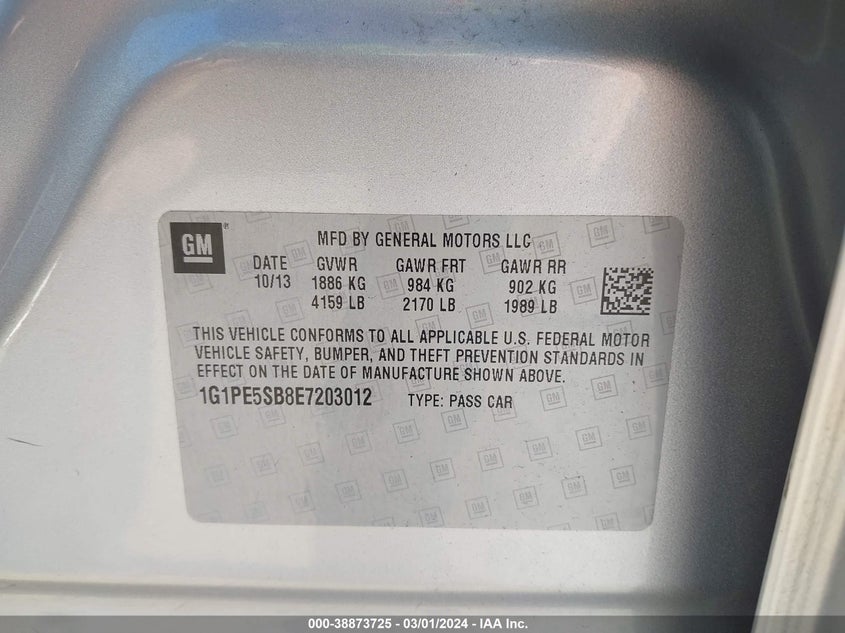 GM ® MFD BY GENERAL MOTORS LLC
DATE GVWR GAWR FRT GAWR RR
10/13 1886 KG 984 KG 902 KG
4159 LB 2170 LB 1989 LB
THIS VEHICLE CONFORMS TO ALL APPLICABLE U.S. FEDERAL MOTOR
VEHICLE SAFETY, BUMPER, AND THEFT PREVENTION STANDARDS IN
EFFECT ON THE DATE OF MANUFACTURE SHOWN ABOVE.
1G1PE5SB8E7203012 TYPE: PASS CAR
000-38873725 - 03/01/2024 - IAA Inc.